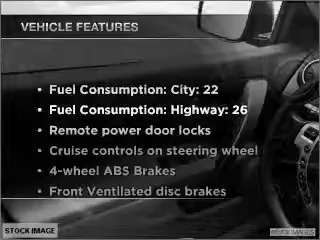 VEHICLE FEATURES
• Fuel Consumption: City: 22
• Fuel Consumption: Highway: 26
• Remote power door locks
• Cruise controls on steering wheel
• 4-wheel ABS Brakes
• Front Ventilated disc brakes
STOCK IMAGE